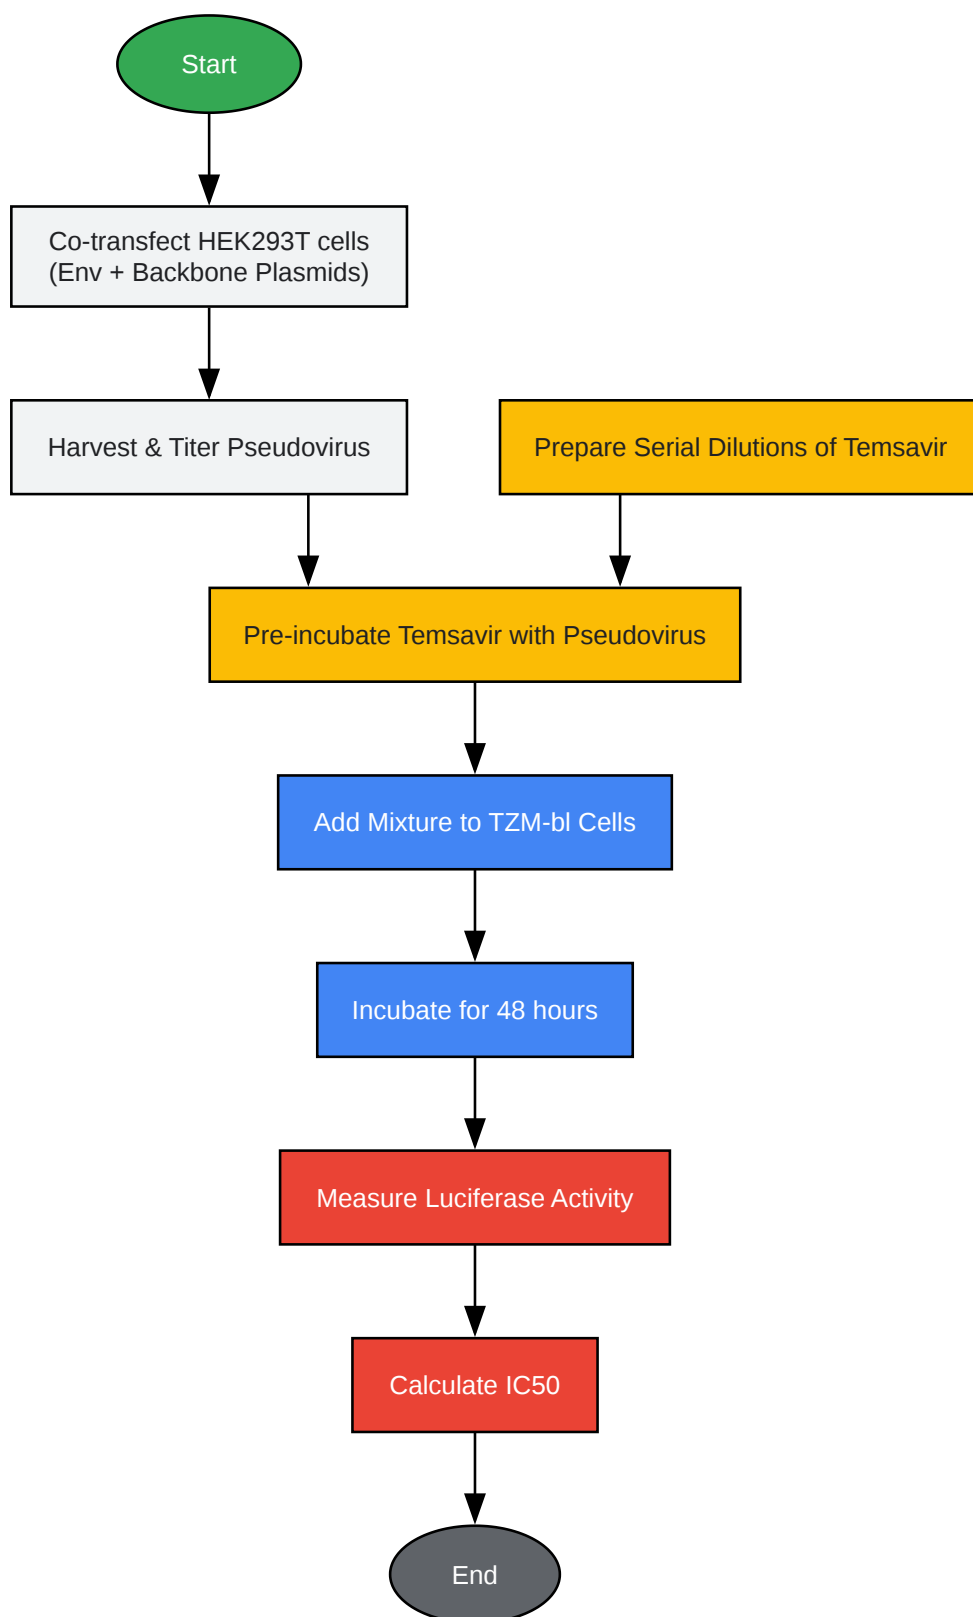 Start
Co-transfect HEK293T cells
(Env + Backbone Plasmids)
Harvest & Titer Pseudovirus
Prepare Serial Dilutions of Temsavir
Pre-incubate Temsavir with Pseudovirus
Add Mixture to TZM-bl Cells
Incubate for 48 hours
Measure Luciferase Activity
Calculate IC50
End